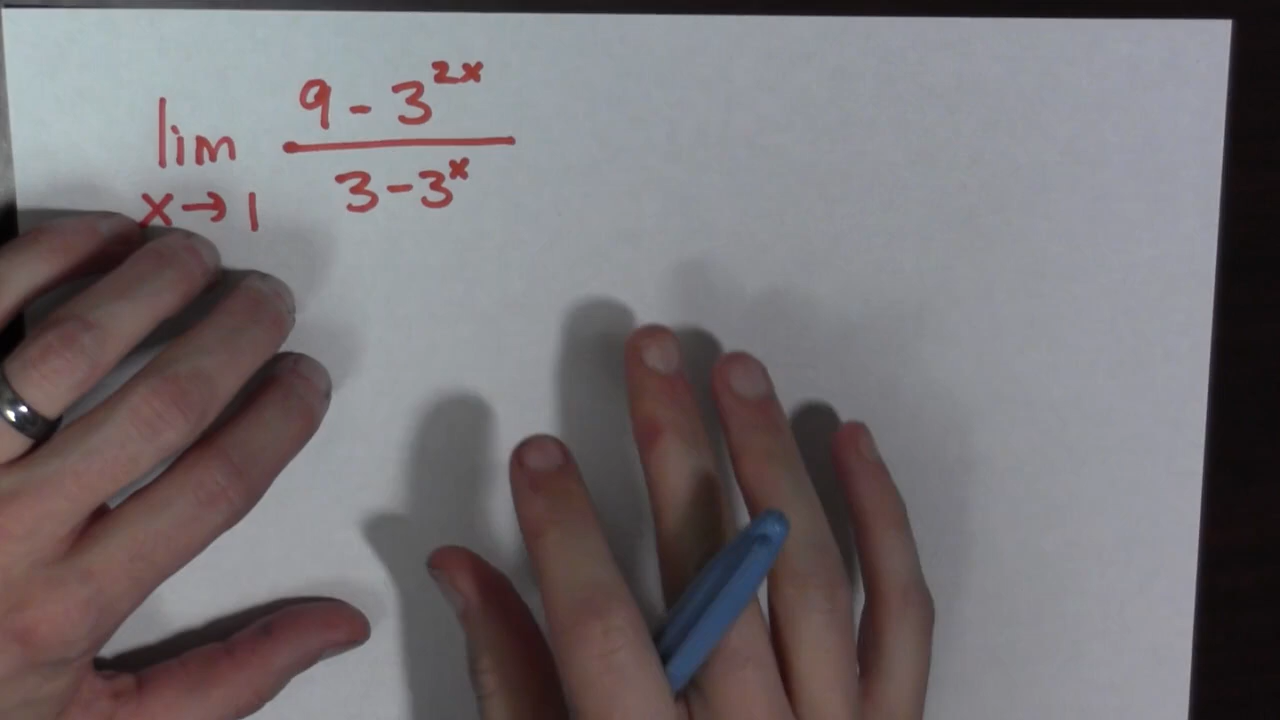 lim 9 - 3^{2x}
x → 1 3 - 3^x